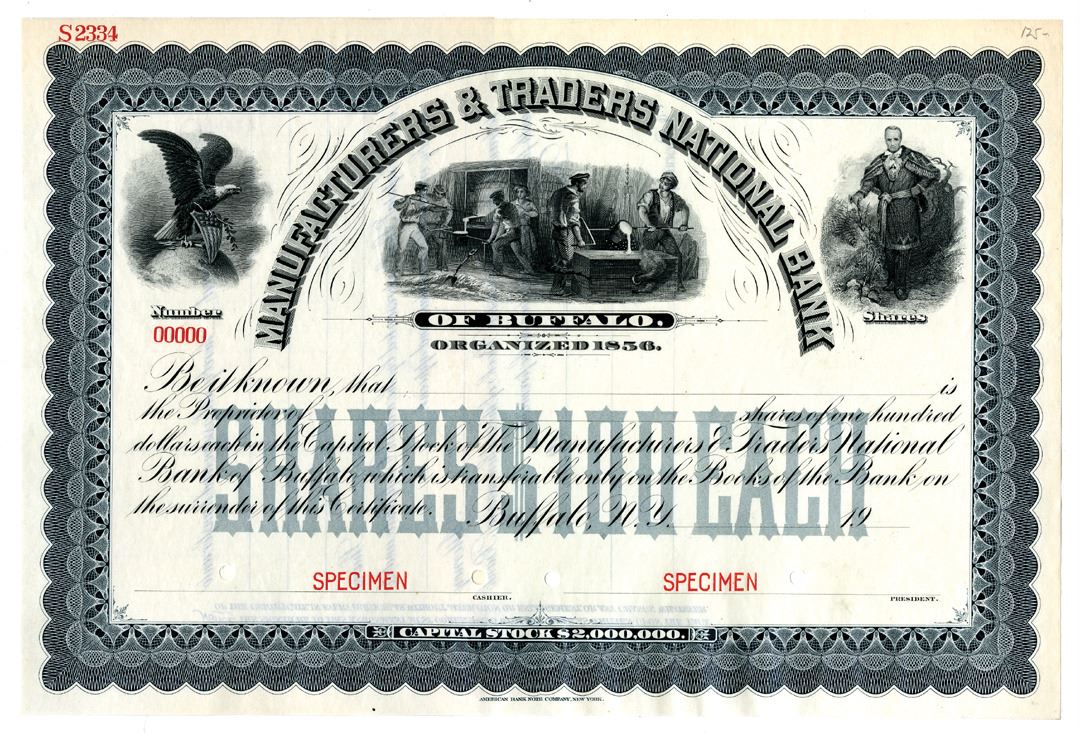 S2334
125-
MANUFACTURERS & TRADERS NATIONAL BANK
OF BUFFALO.
ORGANIZED 1856.
Number
00000
Shares
Be it known, that is
the Proprietor of shares of one hundred
dollars each in the Capital Stock of The Manufacturers & Traders National
Bank of Buffalo, which is transferable only on the Books of the Bank, on
the surrender of this Certificate. Buffalo, N.Y. 19
SHARES $100 EACH
SPECIMEN
SPECIMEN
CASHIER.
PRESIDENT.
CAPITAL STOCK $2,000,000.
AMERICAN BANK NOTE COMPANY, NEW YORK.